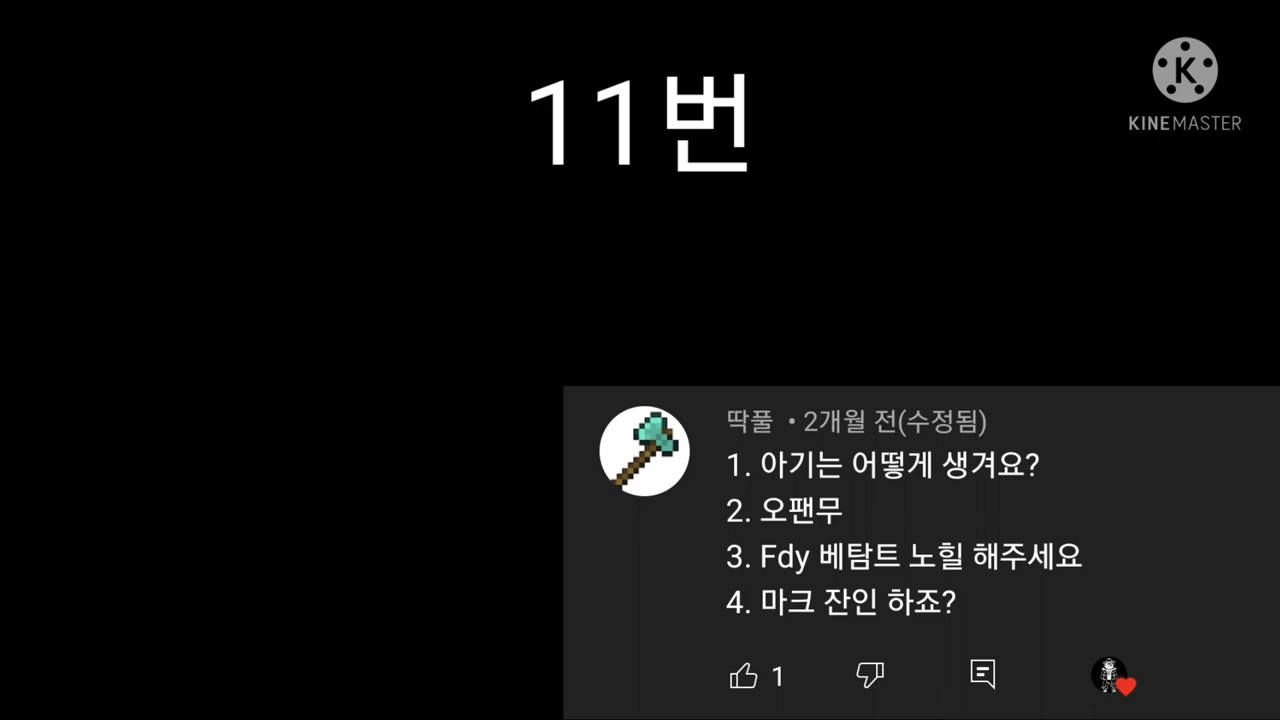 11번
K
KINEMASTER
딱풀 • 2개월 전(수정됨)
1. 아기는 어떻게 생겨요?
2. 오팬무
3. Fdy 베탐트 노힐 해주세요
4. 마크 잔인 하죠?
1